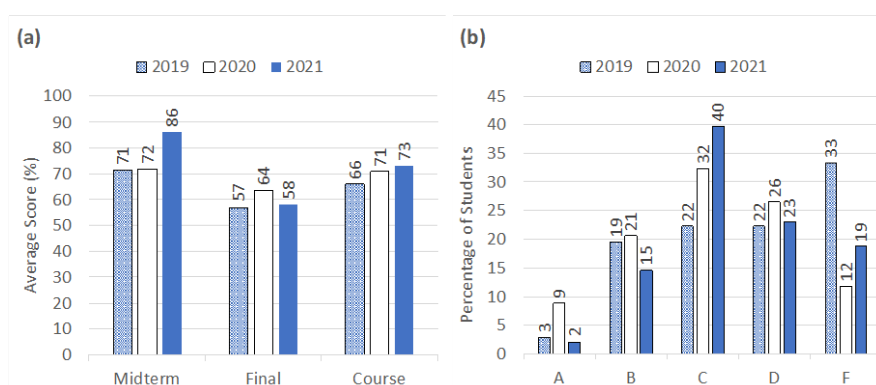 (a)
2019 2020 2021
Average Score (%)
100
90
80
70
60
50
40
30
20
10
0
71 72 86
57 64 58
66 71 73
Midterm Final Course
(b)
2019 2020 2021
Percentage of Students
45
40
35
30
25
20
15
10
5
0
3 9 2
19 21 15
22 32 40
22 26 23
33 12 19
A B C D F